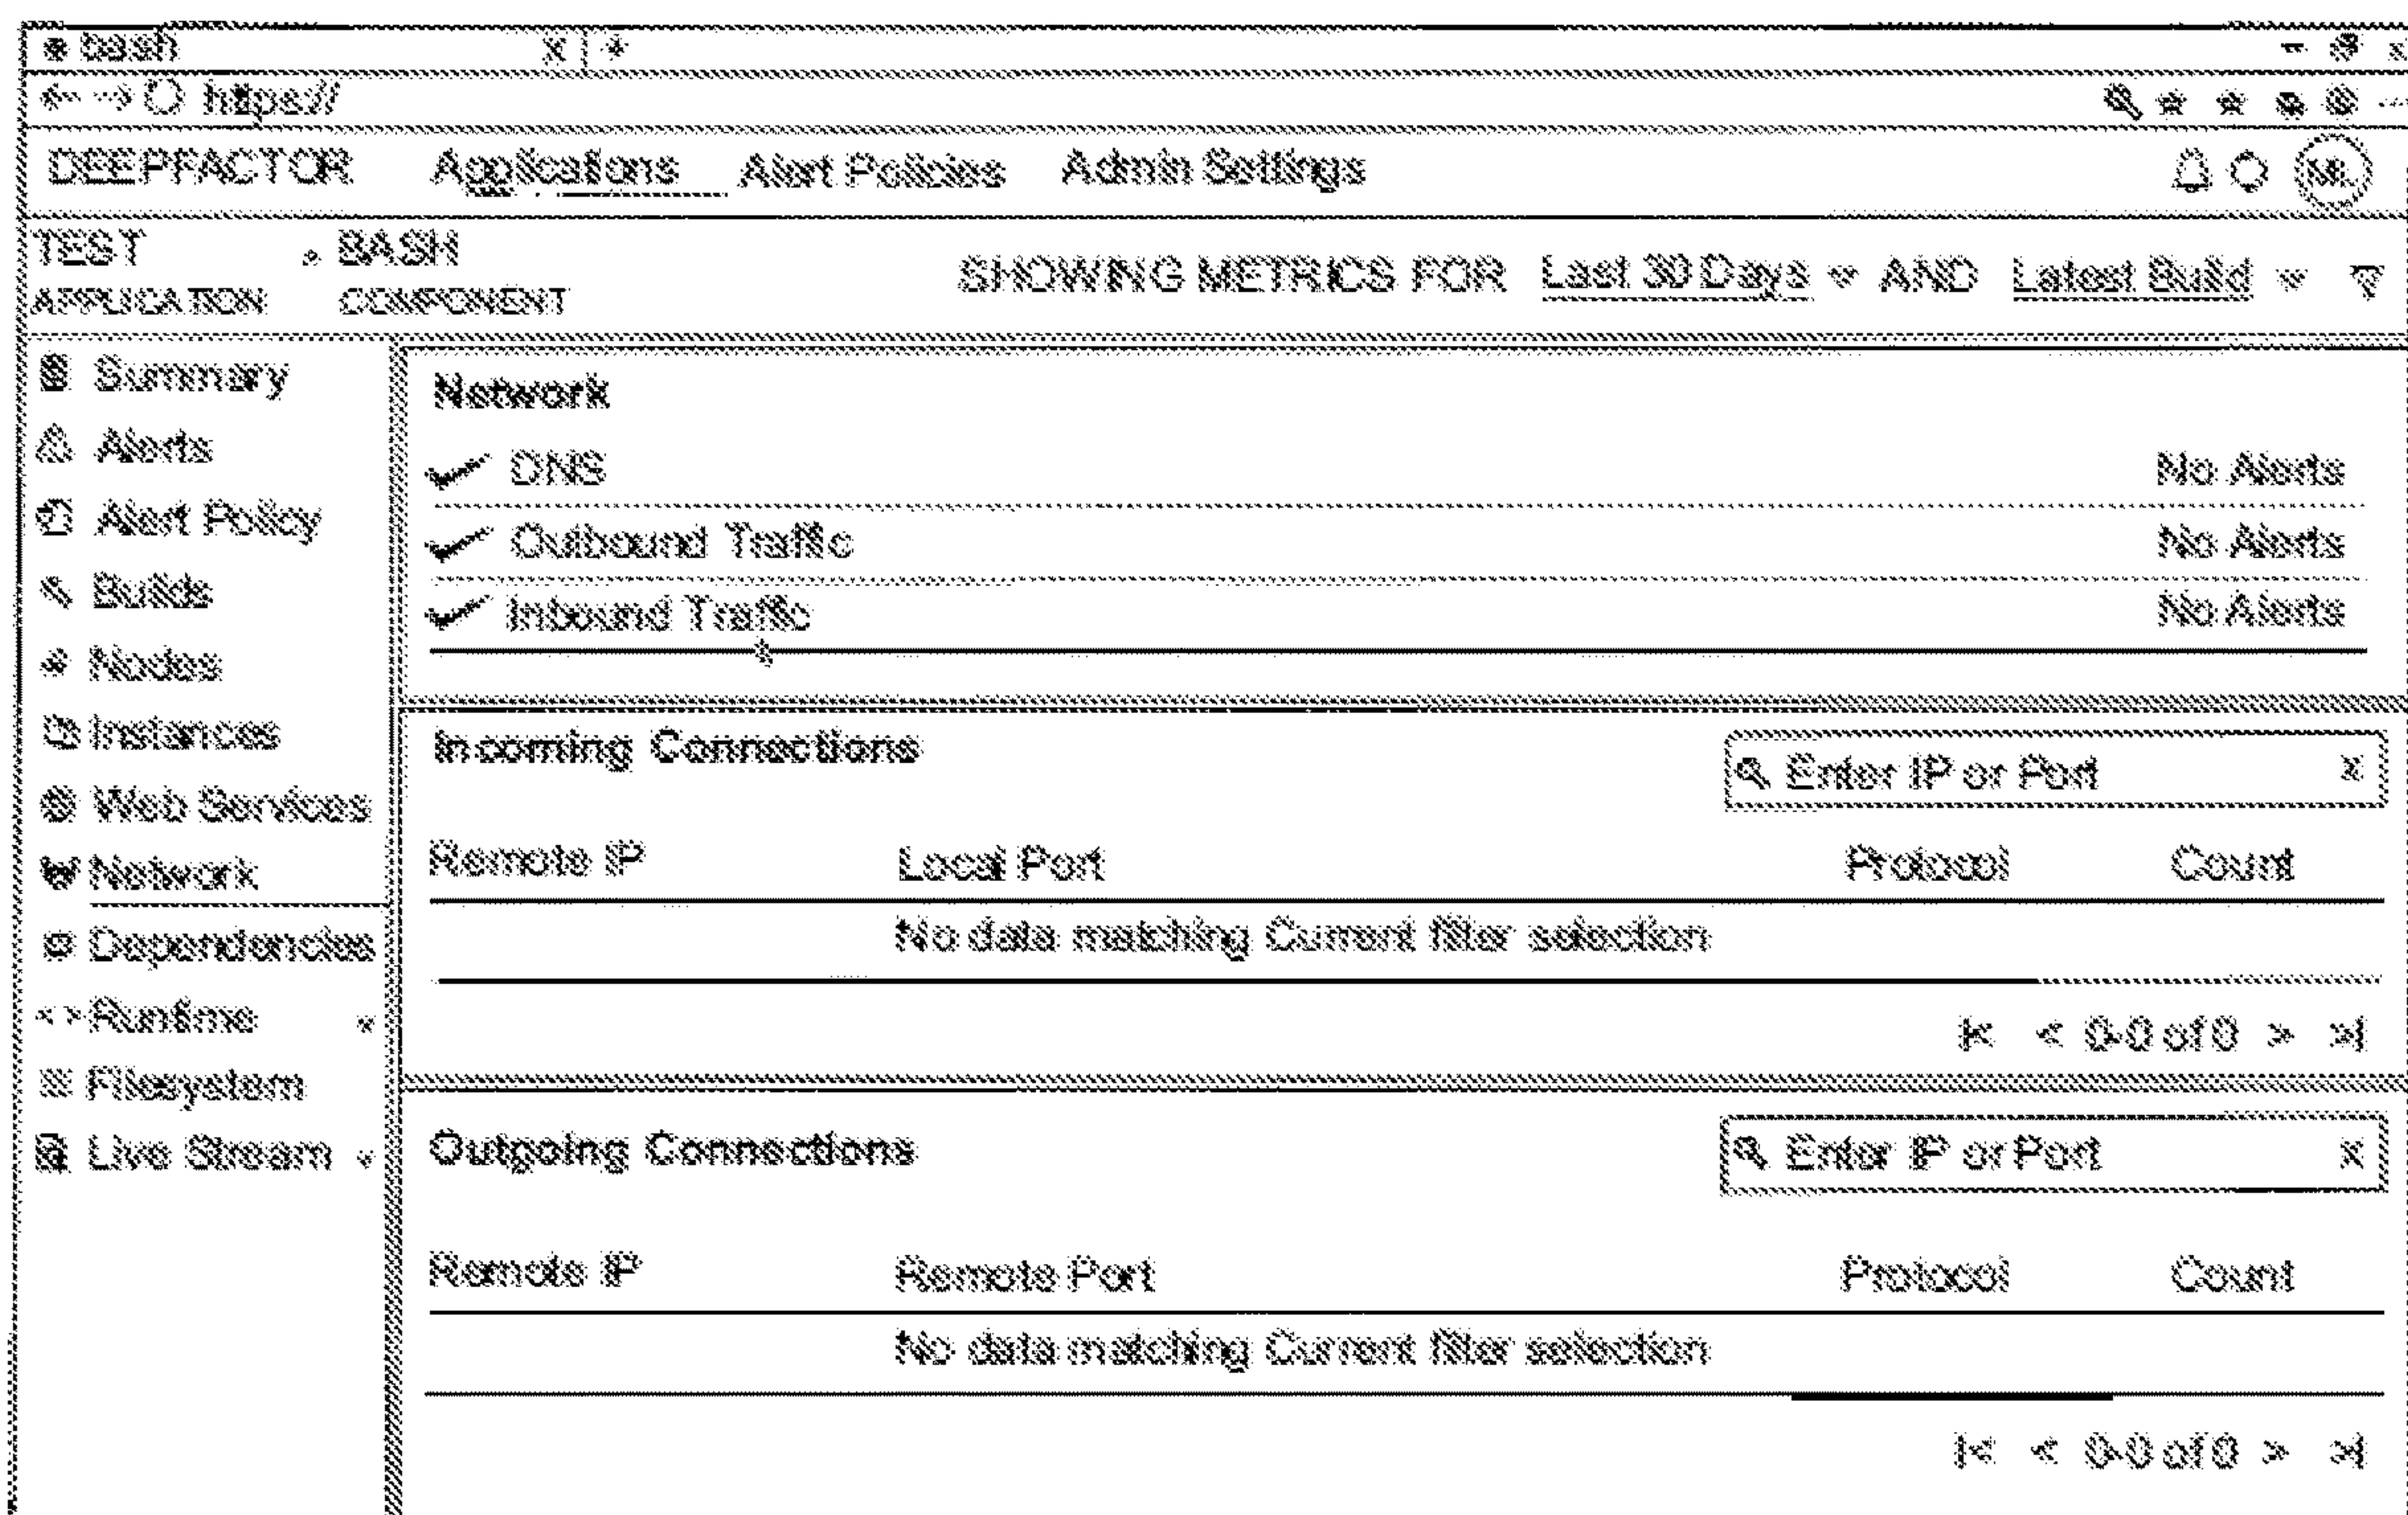 bash x
https://
DEEPFACTOR Applications Alert Policies Admin Settings ML
TEST BASH
APPLICATION COMPONENT
SHOWING METRICS FOR Last 30 Days AND Latest Build
Summary
Alerts
Alert Policy
Builds
Nodes
Instances
Web Services
Network
Dependencies
<> Runtime
Filesystem
Live Stream
Network
DNS No Alerts
Outbound Traffic No Alerts
Inbound Traffic No Alerts
Incoming Connections
Enter IP or Port x
Remote IP Local Port Protocol Count
No data matching Current filter selection
|< < 0-0 of 0 > >|
Outgoing Connections
Enter IP or Port x
Remote IP Remote Port Protocol Count
No data matching Current filter selection
|< < 0-0 of 0 > >|